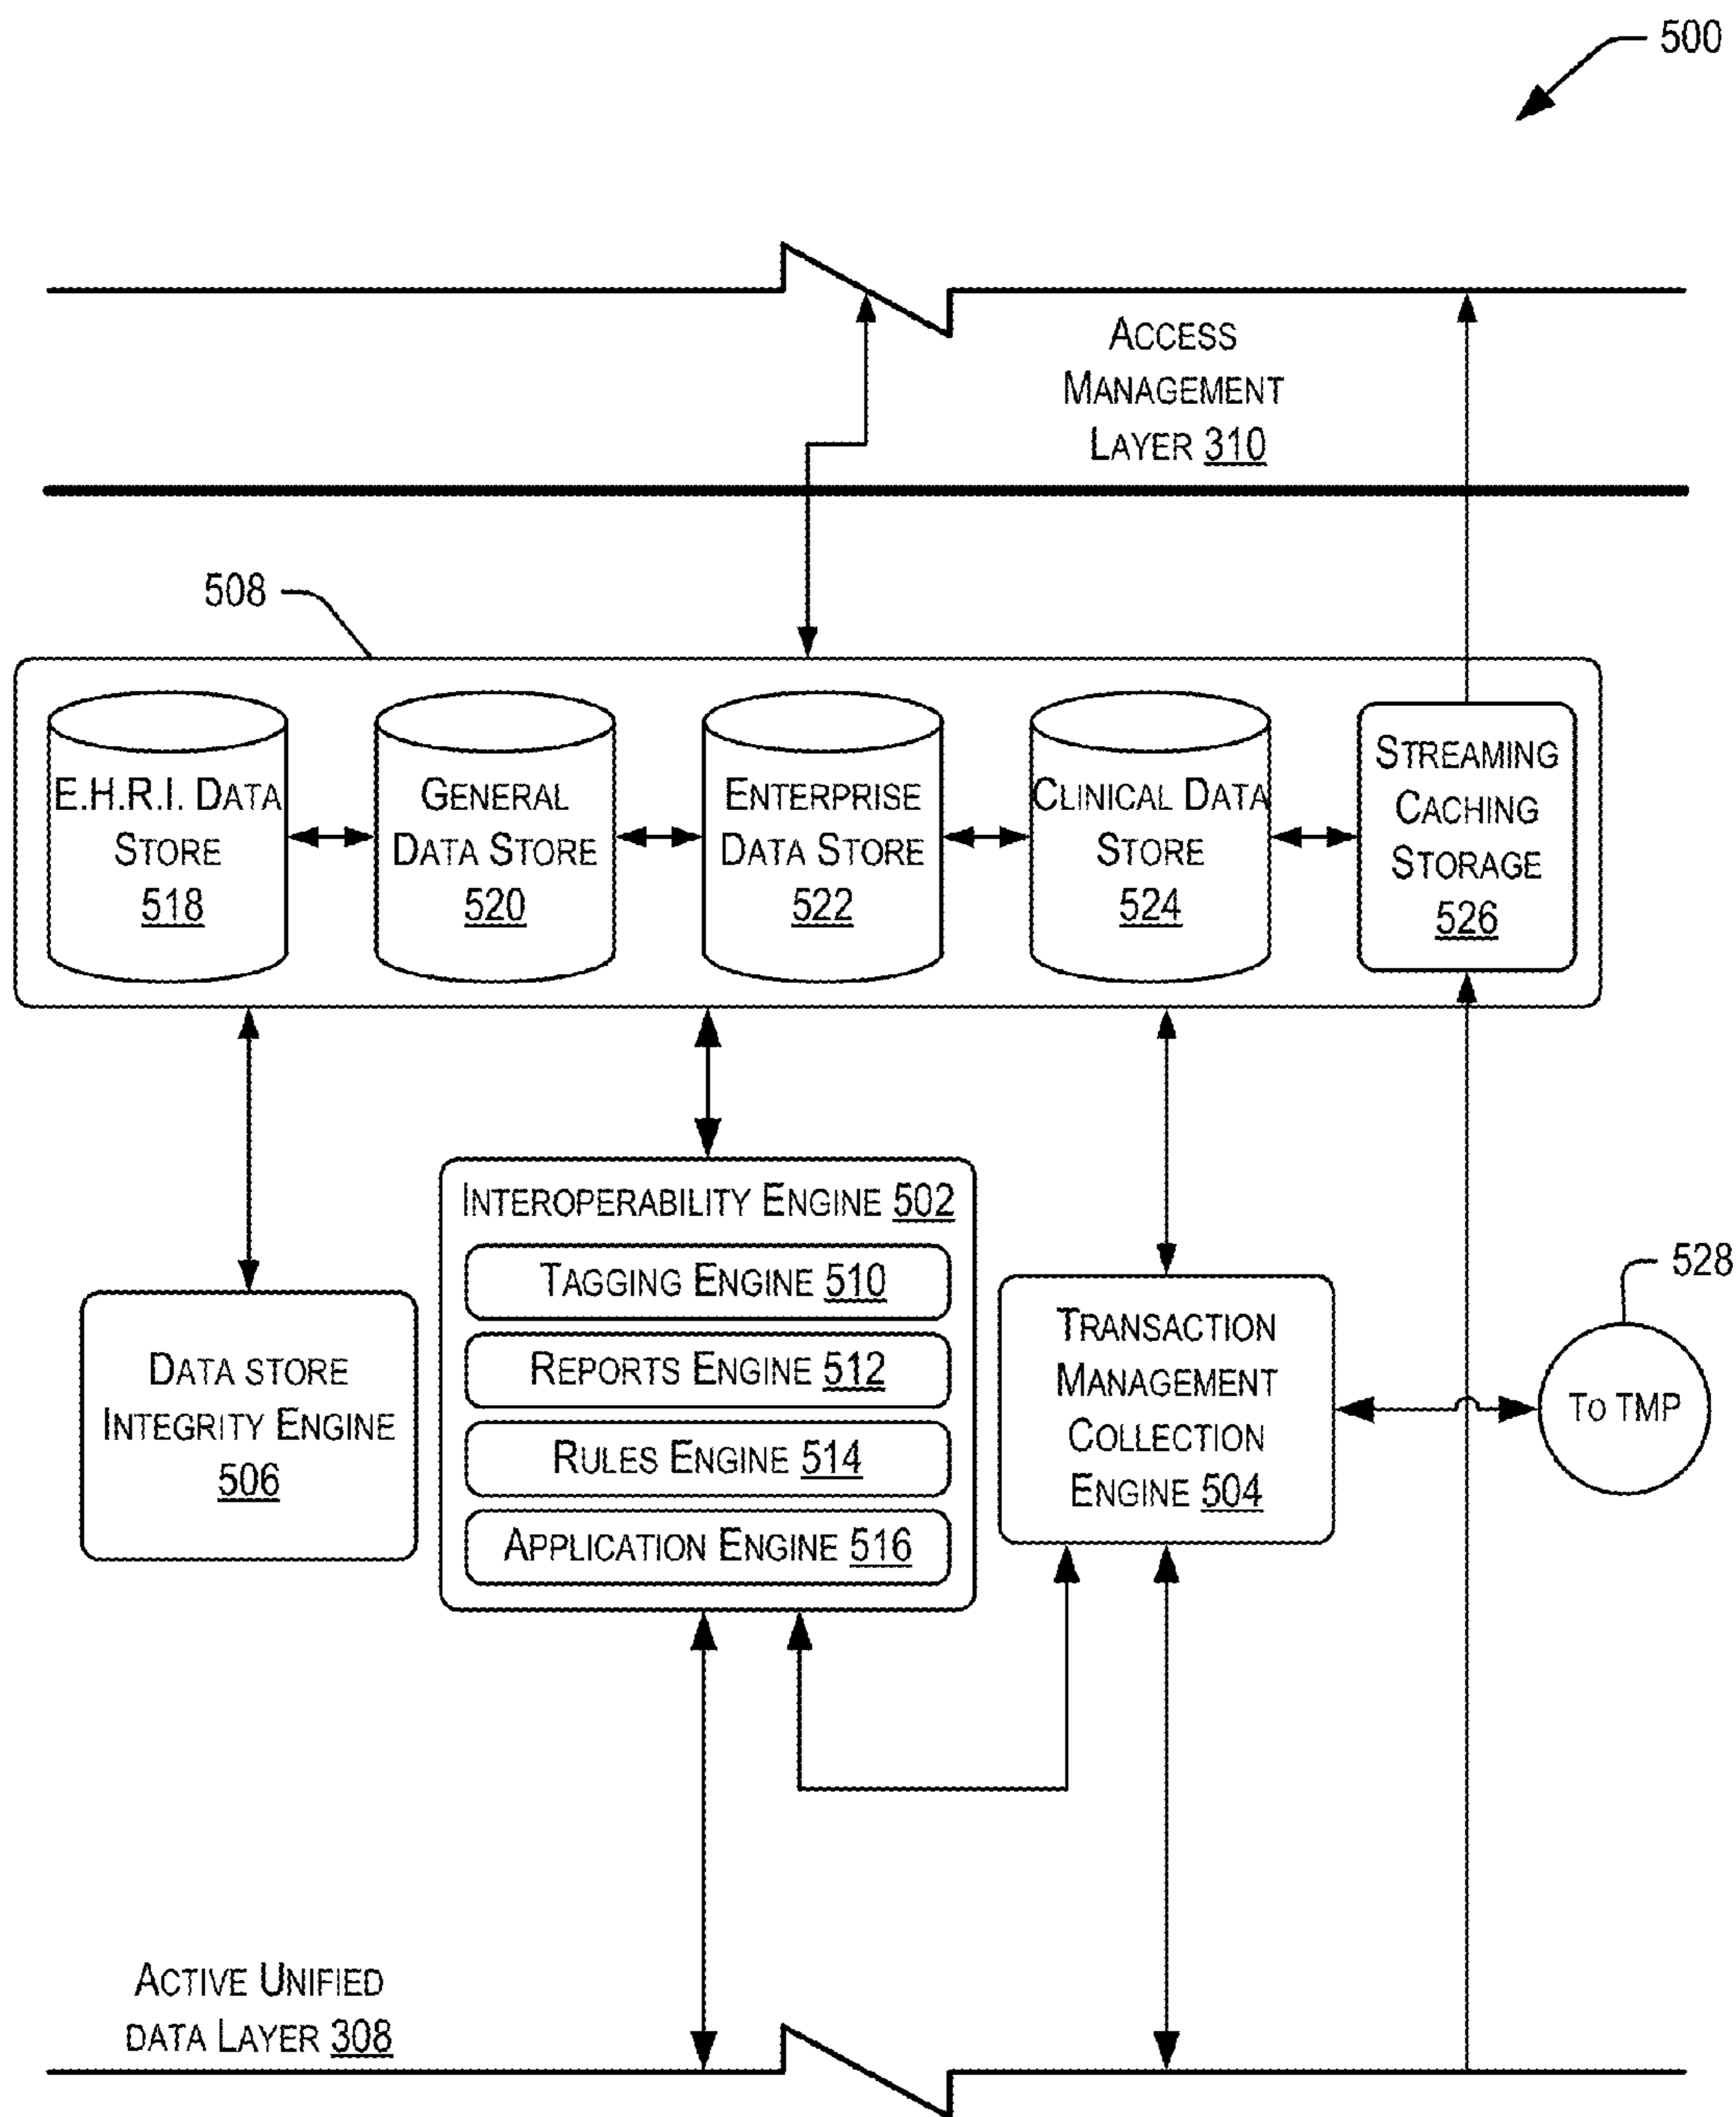 500
ACCESS
MANAGEMENT
LAYER 310
508
E.H.R.I. DATA
STORE
518
GENERAL
DATA STORE
520
ENTERPRISE
DATA STORE
522
CLINICAL DATA
STORE
524
STREAMING
CACHING
STORAGE
526
INTEROPERABILITY ENGINE 502
TAGGING ENGINE 510
REPORTS ENGINE 512
RULES ENGINE 514
APPLICATION ENGINE 516
DATA STORE
INTEGRITY ENGINE
506
TRANSACTION
MANAGEMENT
COLLECTION
ENGINE 504
528
TO TMP
ACTIVE UNIFIED
DATA LAYER 308